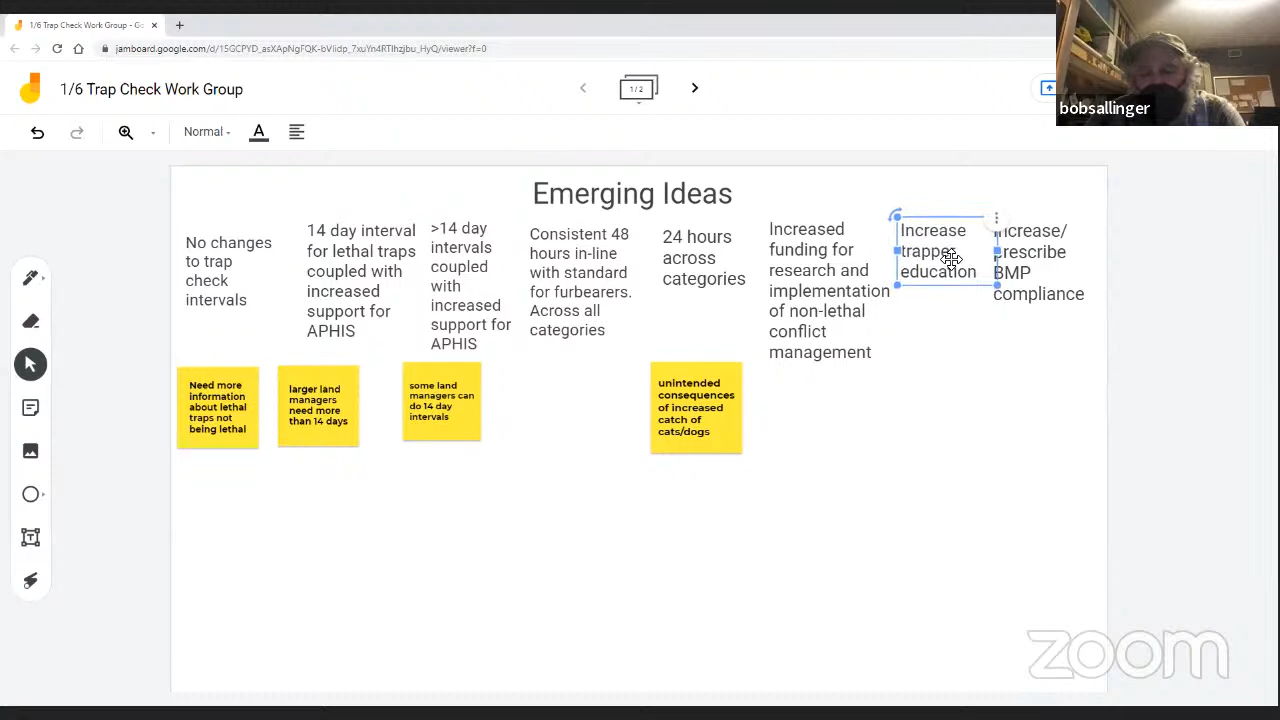 1/6 Trap Check Work Group - Go
jamboard.google.com/d/15GCPYD_asXApNgFQK-bVIidp_7xuYn4RTIhzjbu_HyQ/viewer?f=0
bobsallinger
1/6 Trap Check Work Group
1 / 2
Normal
A
Emerging Ideas
No changes
to trap
check
intervals
14 day interval
for lethal traps
coupled with
increased
support for
APHIS
>14 day
intervals
coupled
with
increased
support for
APHIS
Consistent 48
hours in-line
with standard
for furbearers.
Across all
categories
24 hours
across
categories
Increased
funding for
research and
implementation
of non-lethal
conflict
management
Increase
trapper
education
Increase/
prescribe
BMP
compliance
Need more
information
about lethal
traps not
being lethal
larger land
managers
need more
than 14 days
some land
managers can
do 14 day
intervals
unintended
consequences
of increased
catch of
cats/dogs
zoom